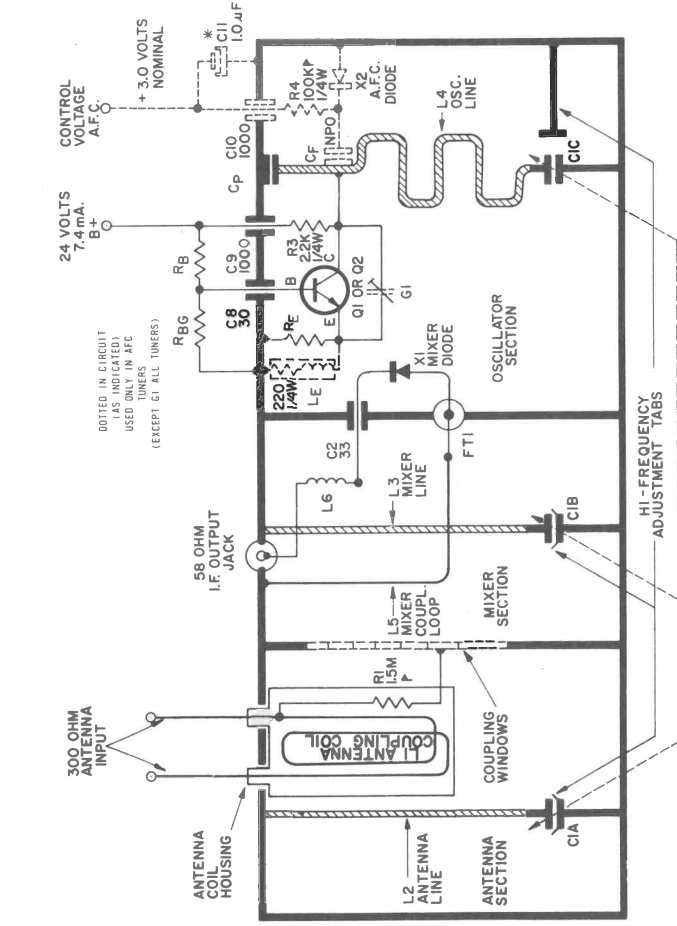 300 OHM
ANTENNA
INPUT
58 OHM
I.F. OUTPUT
JACK
DOTTED IN CIRCUIT
(AS INDICATED)
USED ONLY IN AFC
TUNERS
(EXCEPT G1 ALL TUNERS)
24 VOLTS
7.4 mA.
B+
CONTROL
VOLTAGE
A.F.C.
+ 3.0 VOLTS
NOMINAL
*
C11
1.0 µF
ANTENNA
COIL
HOUSING
RBG
RB
C8
30
C9
1000
CP
C10
1000
L1 ANTENNA
COUPLING COIL
R1
1.5M
L5
MIXER
COUPL.
LOOP
L6
C2
33
L3
MIXER
LINE
220
1/4W
LE
RE
B
E
C
Q1 OR Q2
R3
2.2K
1/4W
G1
CF
NPO
R4
100K
1/4W
X2
A.F.C.
DIODE
X1
MIXER
DIODE
FT1
L4
OSC.
LINE
L2
ANTENNA
LINE
ANTENNA
SECTION
COUPLING
WINDOWS
MIXER
SECTION
OSCILLATOR
SECTION
C1A
C1B
C1C
HI-FREQUENCY
ADJUSTMENT TABS